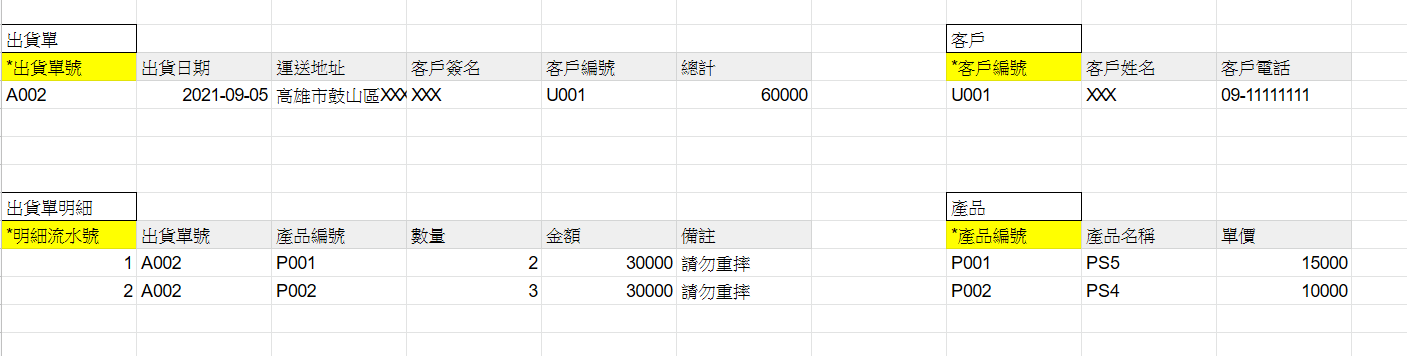 出貨單 客戶
*出貨單號 出貨日期 運送地址 客戶簽名 客戶編號 總計 *客戶編號 客戶姓名 客戶電話
A002 2021-09-05 高雄市鼓山區XXX XXX U001 60000 U001 XXX 09-11111111
出貨單明細 產品
*明細流水號 出貨單號 產品編號 數量 金額 備註 *產品編號 產品名稱 單價
1 A002 P001 2 30000 請勿重摔 P001 PS5 15000
2 A002 P002 3 30000 請勿重摔 P002 PS4 10000